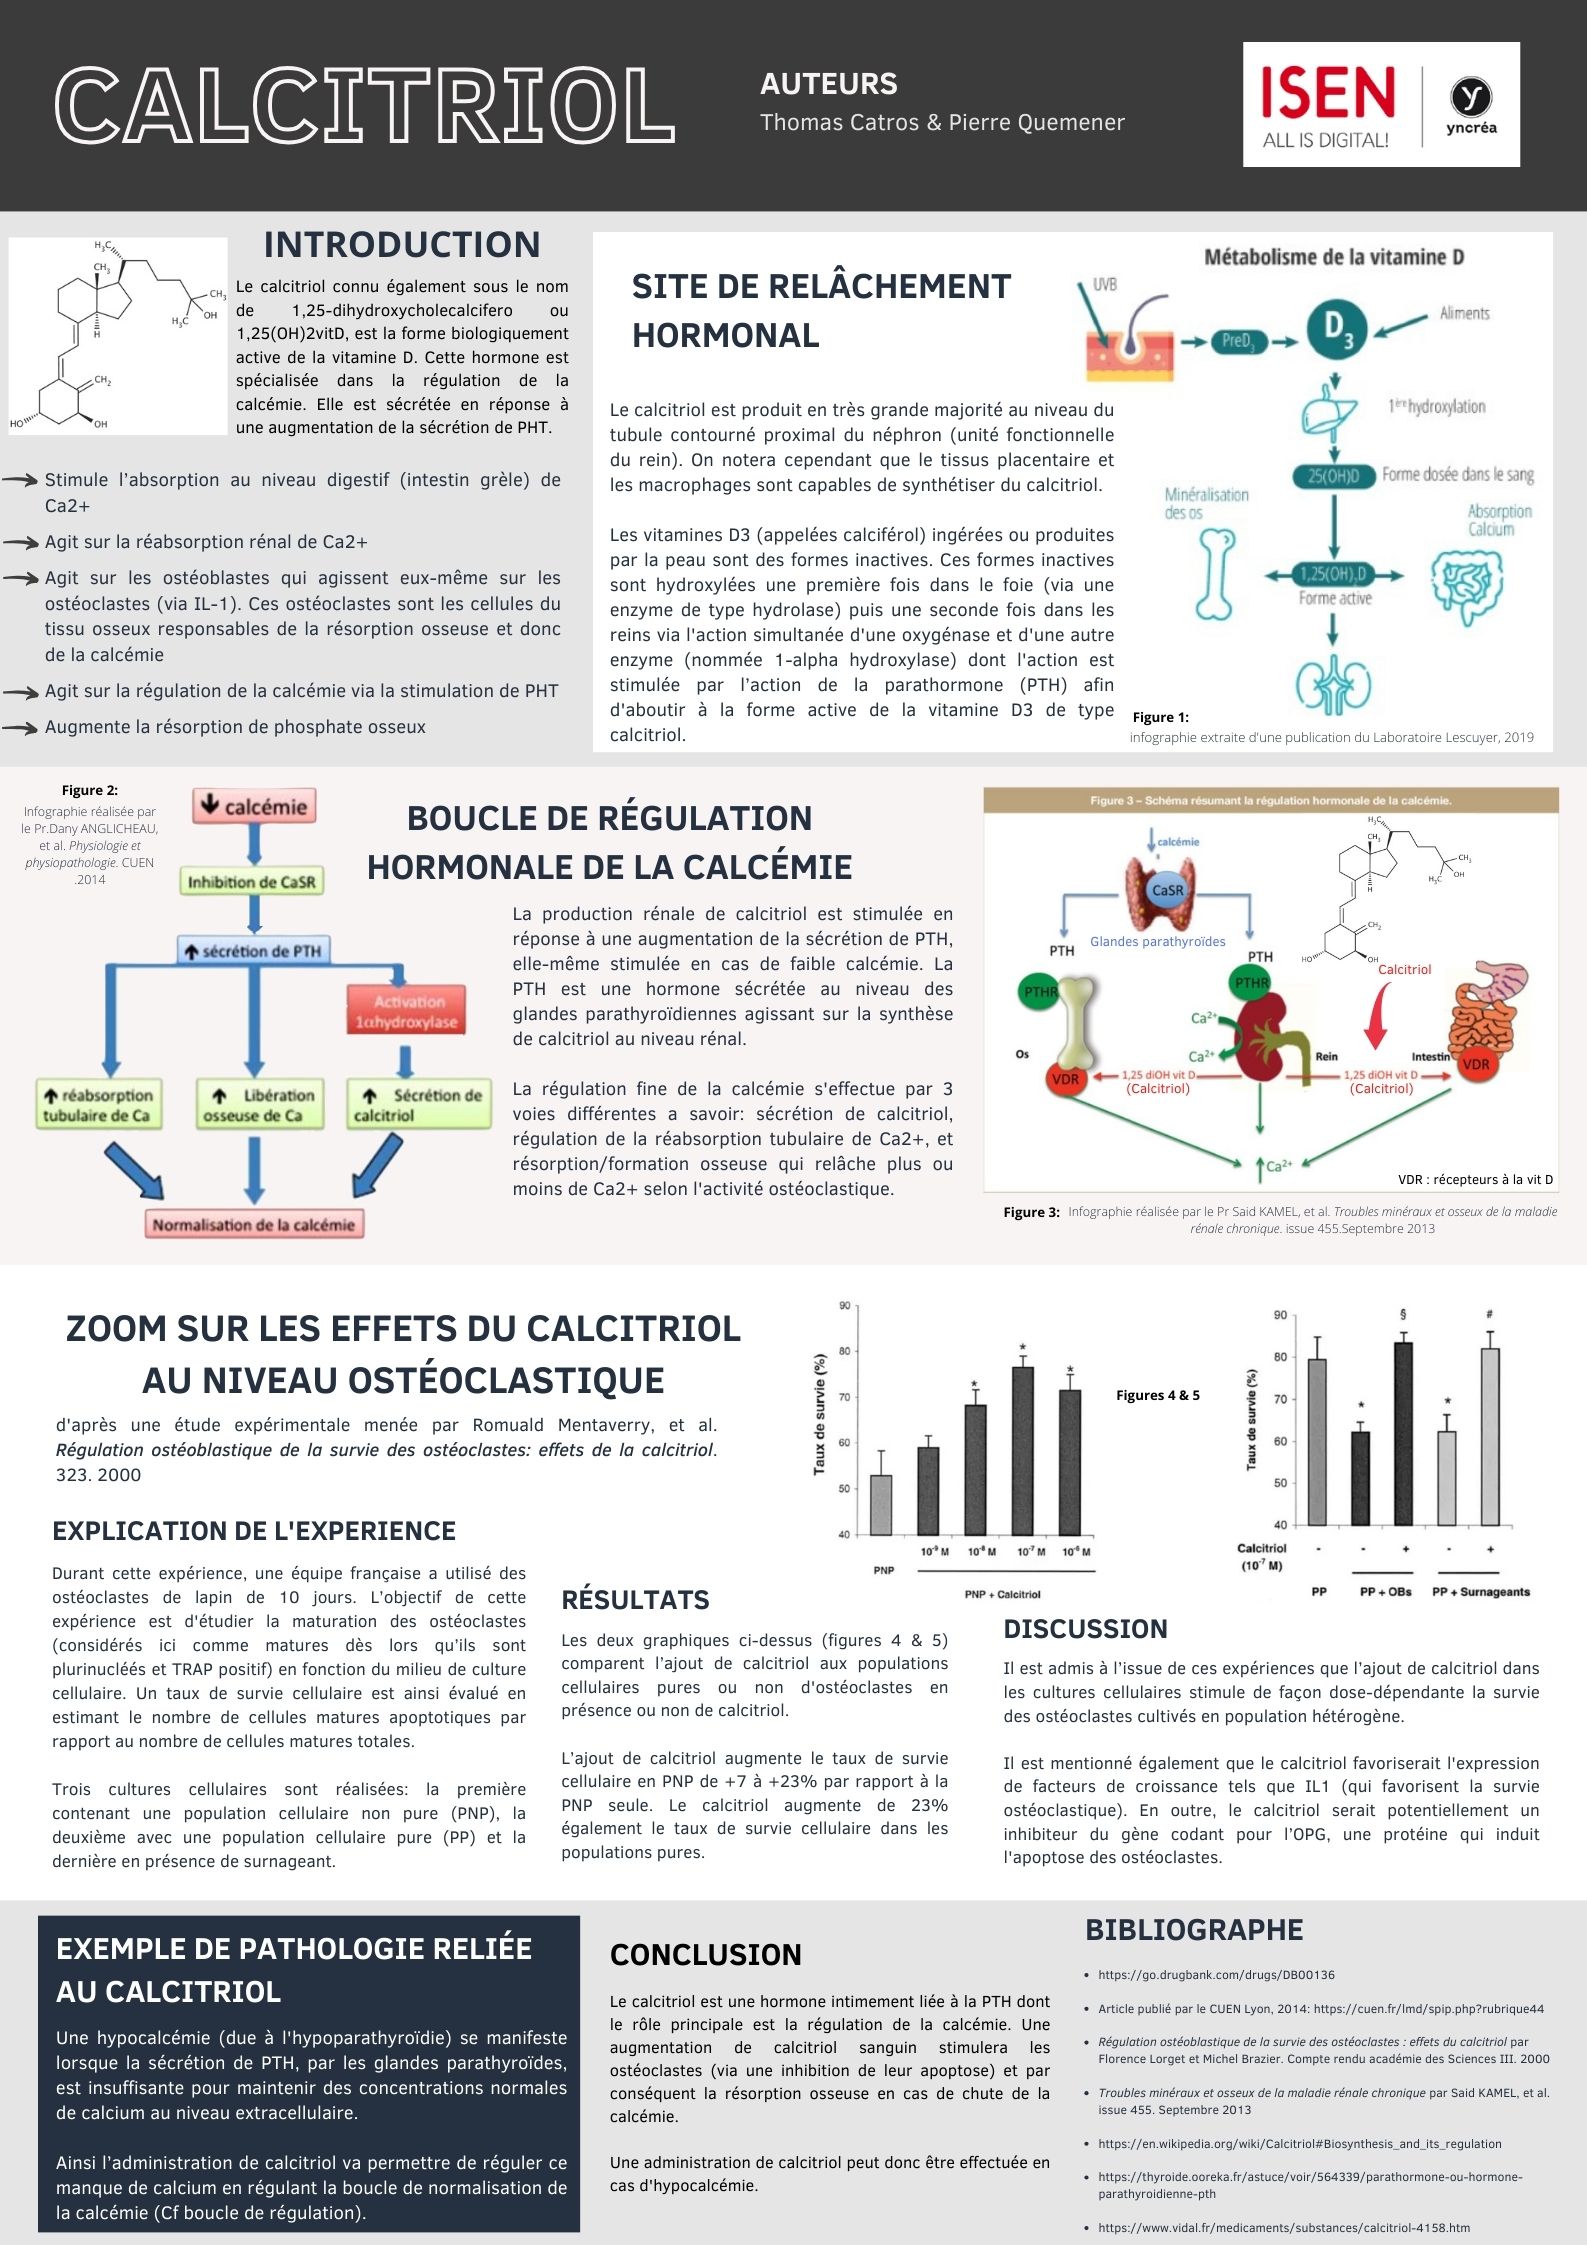 CALCITRIOL
AUTEURS
Thomas Catros & Pierre Quemener
ISEN
ALL IS DIGITAL!
y
yncréa
INTRODUCTION
H₃C
CH₃
CH₃
H₃C
OH
H
CH₂
HO
OH
Le calcitriol connu également sous le nom
de 1,25-dihydroxycholecalcifero ou
1,25(OH)2vitD, est la forme biologiquement
active de la vitamine D. Cette hormone est
spécialisée dans la régulation de la
calcémie. Elle est sécrétée en réponse à
une augmentation de la sécrétion de PHT.
Stimule l’absorption au niveau digestif (intestin grèle) de
Ca2+
Agit sur la réabsorption rénal de Ca2+
Agit sur les ostéoblastes qui agissent eux-même sur les
ostéoclastes (via IL-1). Ces ostéoclastes sont les cellules du
tissu osseux responsables de la résorption osseuse et donc
de la calcémie
Agit sur la régulation de la calcémie via la stimulation de PHT
Augmente la résorption de phosphate osseux
SITE DE RELÂCHEMENT
HORMONAL
Le calcitriol est produit en très grande majorité au niveau du
tubule contourné proximal du néphron (unité fonctionnelle
du rein). On notera cependant que le tissus placentaire et
les macrophages sont capables de synthétiser du calcitriol.
Les vitamines D3 (appelées calciférol) ingérées ou produites
par la peau sont des formes inactives. Ces formes inactives
sont hydroxylées une première fois dans le foie (via une
enzyme de type hydrolase) puis une seconde fois dans les
reins via l'action simultanée d'une oxygénase et d'une autre
enzyme (nommée 1-alpha hydroxylase) dont l'action est
stimulée par l’action de la parathormone (PTH) afin
d'aboutir à la forme active de la vitamine D3 de type
calcitriol.
Métabolisme de la vitamine D
UVB
PreD₃
D₃
Aliments
1ère hydroxylation
25(OH)D
Forme dosée dans le sang
Minéralisation
des os
Absorption
Calcium
1,25(OH)₂D
Forme active
Figure 1:
infographie extraite d'une publication du Laboratoire Lescuyer, 2019
Figure 2:
Infographie réalisée par
le Pr.Dany ANGLICHEAU,
et al. Physiologie et
physiopathologie. CUEN
.2014
calcémie
Inhibition de CaSR
sécrétion de PTH
Activation
1αhydroxylase
réabsorption
tubulaire de Ca
Libération
osseuse de Ca
Sécrétion de
calcitriol
Normalisation de la calcémie
BOUCLE DE RÉGULATION
HORMONALE DE LA CALCÉMIE
La production rénale de calcitriol est stimulée en
réponse à une augmentation de la sécrétion de PTH,
elle-même stimulée en cas de faible calcémie. La
PTH est une hormone sécrétée au niveau des
glandes parathyroïdiennes agissant sur la synthèse
de calcitriol au niveau rénal.
La régulation fine de la calcémie s'effectue par 3
voies différentes a savoir: sécrétion de calcitriol,
régulation de la réabsorption tubulaire de Ca2+, et
résorption/formation osseuse qui relâche plus ou
moins de Ca2+ selon l'activité ostéoclastique.
Figure 3 – Schéma résumant la régulation hormonale de la calcémie.
calcémie
CaSR
Glandes parathyroïdes
PTH
PTH
H₃C
CH₃
CH₃
H₃C
OH
H
CH₂
HO
OH
Calcitriol
PTHR
PTHR
Ca²⁺
Ca²⁺
Os
Rein
Intestin
VDR
VDR
1,25 diOH vit D
(Calcitriol)
1,25 diOH vit D
(Calcitriol)
Ca²⁺
VDR : récepteurs à la vit D
Figure 3: Infographie réalisée par le Pr Said KAMEL, et al. Troubles minéraux et osseux de la maladie
rénale chronique. issue 455.Septembre 2013
ZOOM SUR LES EFFETS DU CALCITRIOL
AU NIVEAU OSTÉOCLASTIQUE
d'après une étude expérimentale menée par Romuald Mentaverry, et al.
Régulation ostéoblastique de la survie des ostéoclastes: effets de la calcitriol.
323. 2000
Taux de survie (%)
90
80
70
60
50
40
*
*
*
10⁻⁹ M 10⁻⁸ M 10⁻⁷ M 10⁻⁶ M
PNP
PNP + Calcitriol
Figures 4 & 5
Taux de survie (%)
90
80
70
60
50
40
*
§
*
#
Calcitriol - - + - +
(10⁻⁷ M)
PP PP + OBs PP + Surnageants
EXPLICATION DE L'EXPERIENCE
Durant cette expérience, une équipe française a utilisé des
ostéoclastes de lapin de 10 jours. L’objectif de cette
expérience est d'étudier la maturation des ostéoclastes
(considérés ici comme matures dès lors qu’ils sont
plurinucléés et TRAP positif) en fonction du milieu de culture
cellulaire. Un taux de survie cellulaire est ainsi évalué en
estimant le nombre de cellules matures apoptotiques par
rapport au nombre de cellules matures totales.
Trois cultures cellulaires sont réalisées: la première
contenant une population cellulaire non pure (PNP), la
deuxième avec une population cellulaire pure (PP) et la
dernière en présence de surnageant.
RÉSULTATS
Les deux graphiques ci-dessus (figures 4 & 5)
comparent l’ajout de calcitriol aux populations
cellulaires pures ou non d'ostéoclastes en
présence ou non de calcitriol.
L’ajout de calcitriol augmente le taux de survie
cellulaire en PNP de +7 à +23% par rapport à la
PNP seule. Le calcitriol augmente de 23%
également le taux de survie cellulaire dans les
populations pures.
DISCUSSION
Il est admis à l’issue de ces expériences que l’ajout de calcitriol dans
les cultures cellulaires stimule de façon dose-dépendante la survie
des ostéoclastes cultivés en population hétérogène.
Il est mentionné également que le calcitriol favoriserait l'expression
de facteurs de croissance tels que IL1 (qui favorisent la survie
ostéoclastique). En outre, le calcitriol serait potentiellement un
inhibiteur du gène codant pour l’OPG, une protéine qui induit
l'apoptose des ostéoclastes.
EXEMPLE DE PATHOLOGIE RELIÉE
AU CALCITRIOL
Une hypocalcémie (due à l'hypoparathyroïdie) se manifeste
lorsque la sécrétion de PTH, par les glandes parathyroïdes,
est insuffisante pour maintenir des concentrations normales
de calcium au niveau extracellulaire.
Ainsi l’administration de calcitriol va permettre de réguler ce
manque de calcium en régulant la boucle de normalisation de
la calcémie (Cf boucle de régulation).
CONCLUSION
Le calcitriol est une hormone intimement liée à la PTH dont
le rôle principale est la régulation de la calcémie. Une
augmentation de calcitriol sanguin stimulera les
ostéoclastes (via une inhibition de leur apoptose) et par
conséquent la résorption osseuse en cas de chute de la
calcémie.
Une administration de calcitriol peut donc être effectuée en
cas d'hypocalcémie.
BIBLIOGRAPHE
• https://go.drugbank.com/drugs/DB00136
• Article publié par le CUEN Lyon, 2014: https://cuen.fr/lmd/spip.php?rubrique44
• Régulation ostéoblastique de la survie des ostéoclastes : effets du calcitriol par
Florence Lorget et Michel Brazier. Compte rendu académie des Sciences III. 2000
• Troubles minéraux et osseux de la maladie rénale chronique par Said KAMEL, et al.
issue 455. Septembre 2013
• https://en.wikipedia.org/wiki/Calcitriol#Biosynthesis_and_its_regulation
• https://thyroide.ooreka.fr/astuce/voir/564339/parathormone-ou-hormone-
parathyroidienne-pth
• https://www.vidal.fr/medicaments/substances/calcitriol-4158.htm